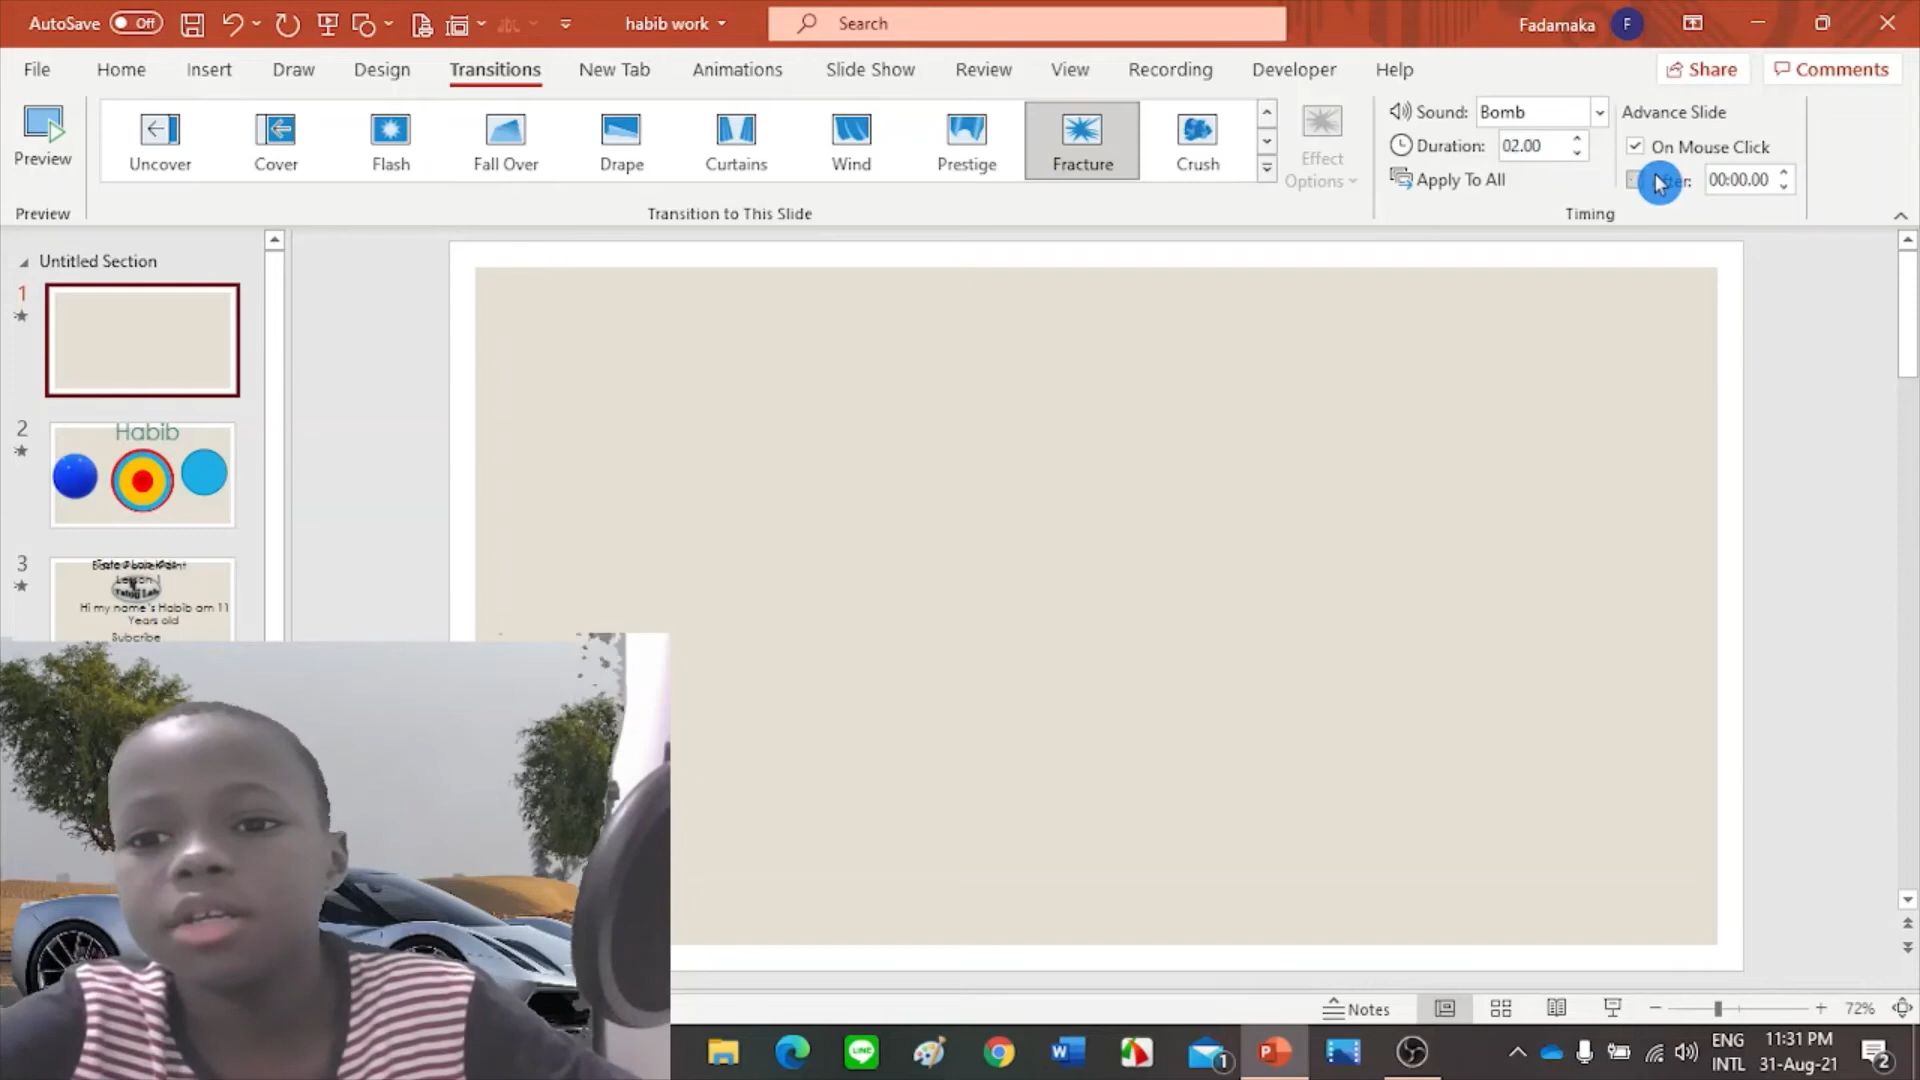 AutoSave Off habib work Search Fadamaka F
File Home Insert Draw Design Transitions New Tab Animations Slide Show Review View Recording Developer Help Share Comments
Preview
Uncover Cover Flash Fall Over Drape Curtains Wind Prestige Fracture Crush
Effect
Options
Sound: Bomb
Duration: 02.00
Apply To All
Advance Slide
On Mouse Click
00:00.00
Preview Transition to This Slide Timing
Untitled Section
1
2
Habib
3
Lesson 1
Hi my name's Habib am 11
Years old
Subcribe
Notes 72%
W P 1
ENG
INTL
11:31 PM
31-Aug-21
2